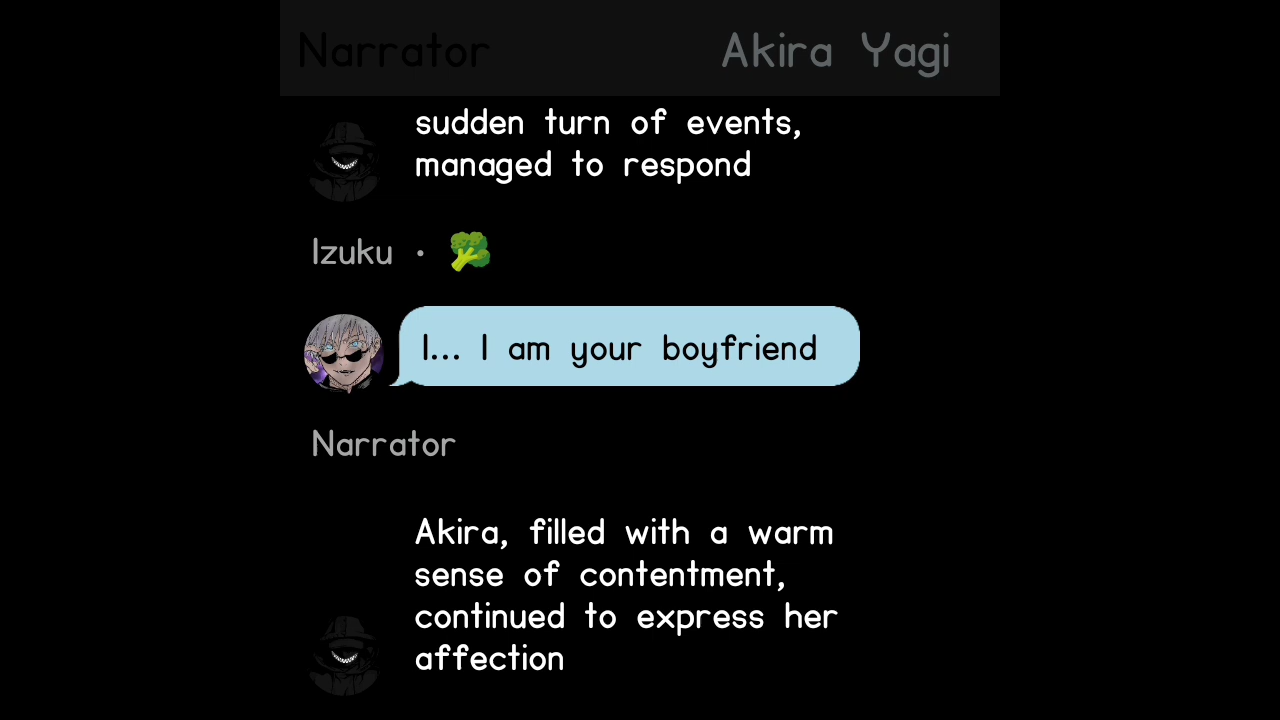 Narrator Akira Yagi
sudden turn of events,
managed to respond
Izuku • 🥦
I... I am your boyfriend
Narrator
Akira, filled with a warm
sense of contentment,
continued to express her
affection